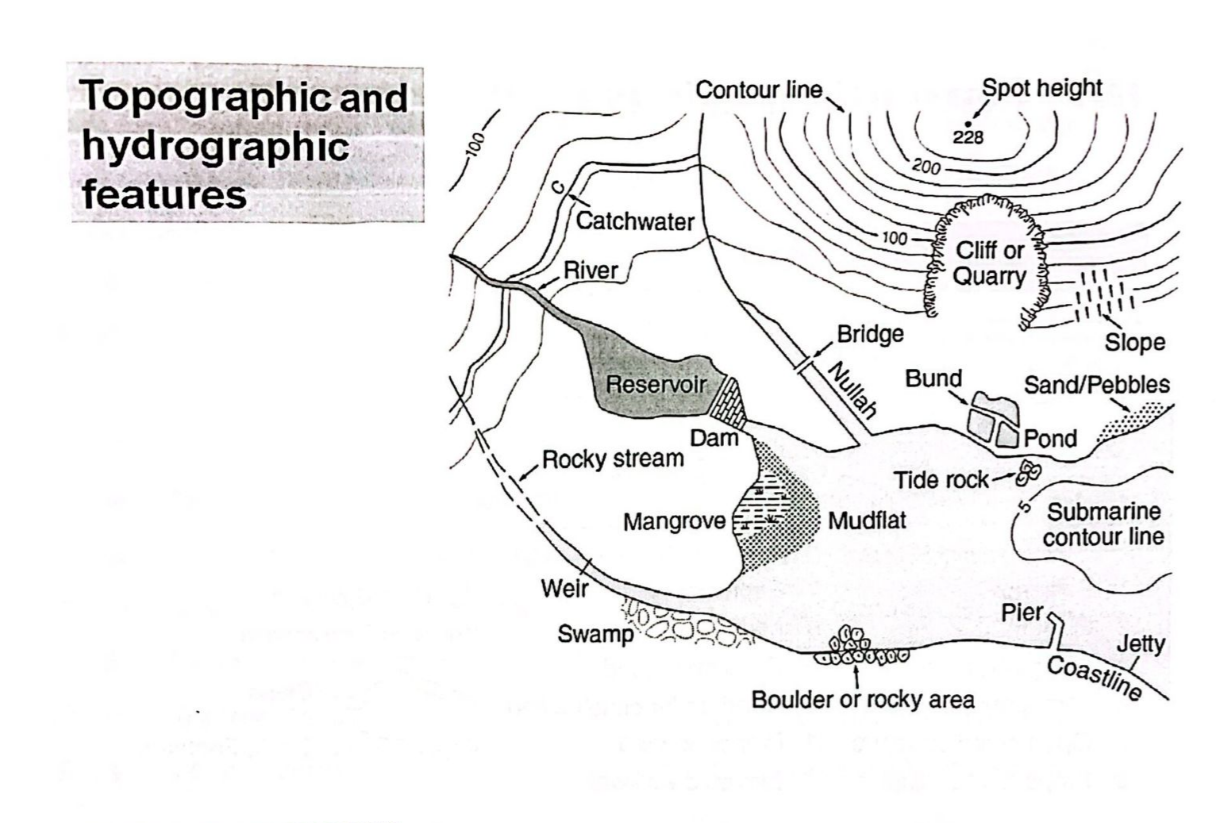 Topographic and
hydrographic
features
Contour line
Spot height
228
100
200
C
Catchwater
100
Cliff or
Quarry
River
Slope
Bridge
Nullah
Bund
Sand/Pebbles
Reservoir
Dam
Pond
Rocky stream
Tide rock
5
Submarine
contour line
Mangrove
Mudflat
Weir
Swamp
Pier
Jetty
Coastline
Boulder or rocky area